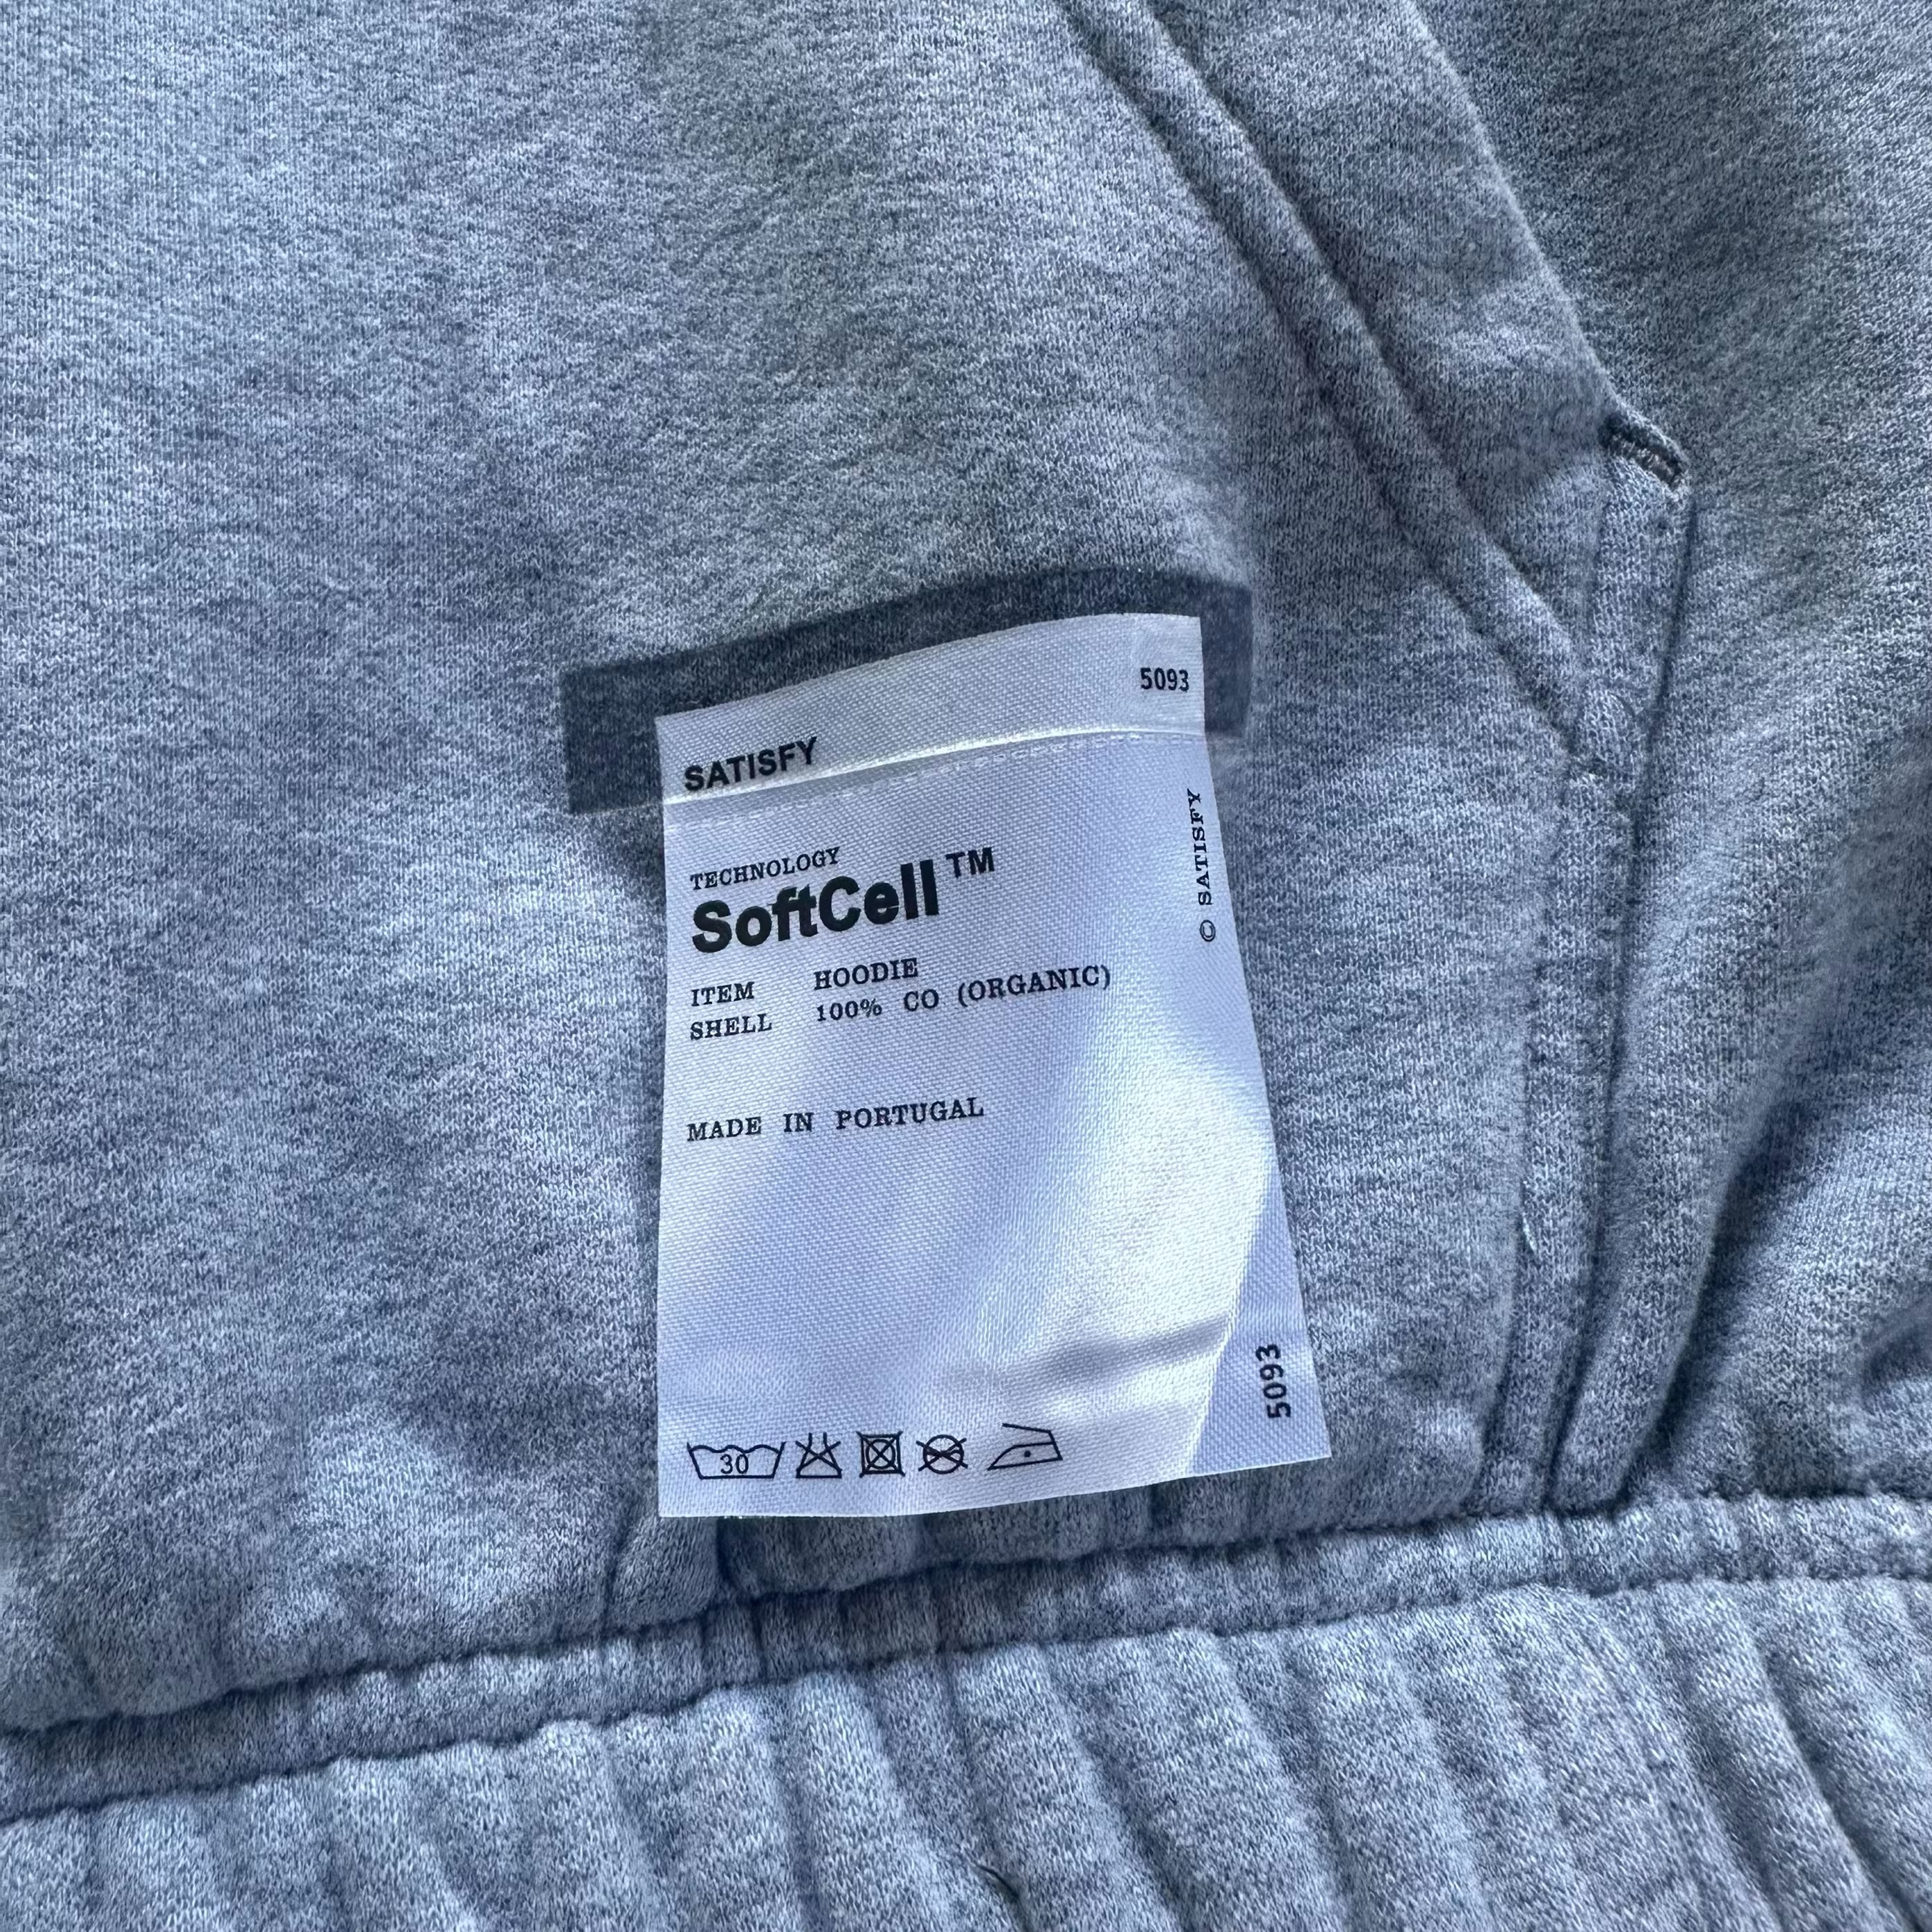 5093
SATISFY
TECHNOLOGY
SoftCell™
ITEM HOODIE
SHELL 100% CO (ORGANIC)
MADE IN PORTUGAL
© SATISFY
5093
30